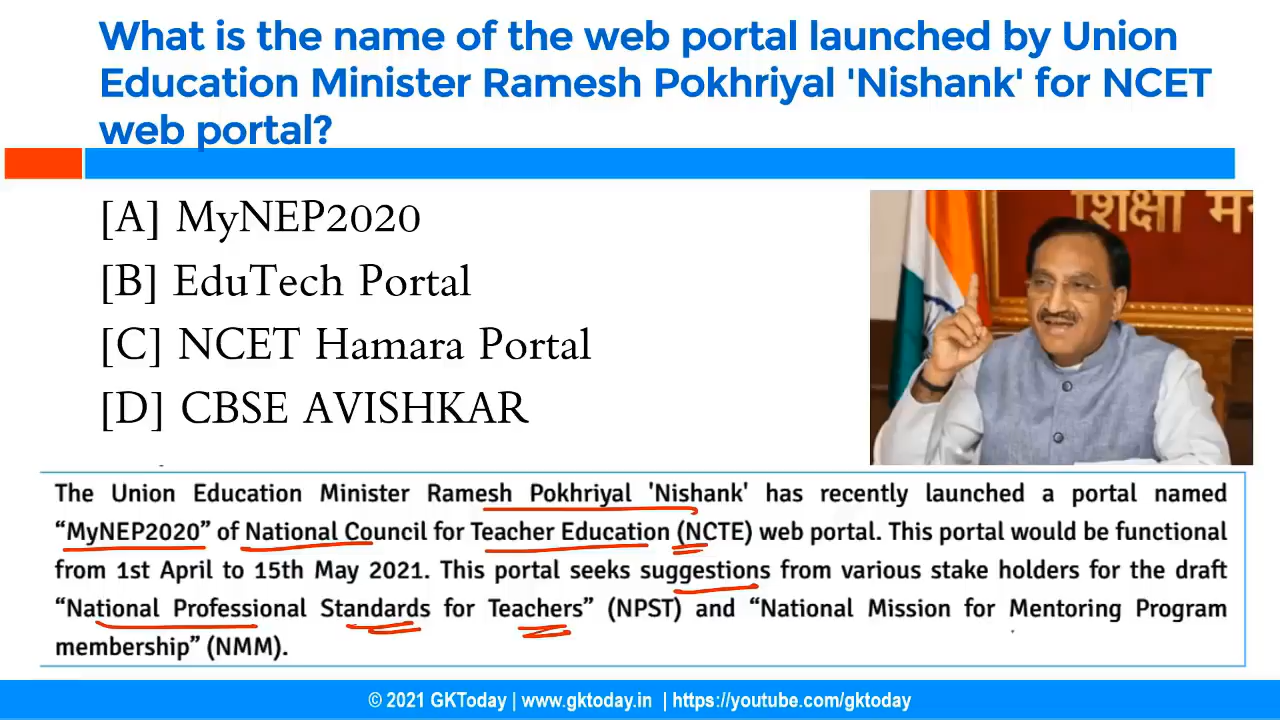 What is the name of the web portal launched by Union
Education Minister Ramesh Pokhriyal 'Nishank' for NCET
web portal?
[A] MyNEP2020
[B] EduTech Portal
[C] NCET Hamara Portal
[D] CBSE AVISHKAR
शिक्षा
The Union Education Minister Ramesh Pokhriyal 'Nishank' has recently launched a portal named
“MyNEP2020” of National Council for Teacher Education (NCTE) web portal. This portal would be functional
from 1st April to 15th May 2021. This portal seeks suggestions from various stake holders for the draft
“National Professional Standards for Teachers” (NPST) and “National Mission for Mentoring Program
membership” (NMM).
© 2021 GKToday | www.gktoday.in | https://youtube.com/gktoday